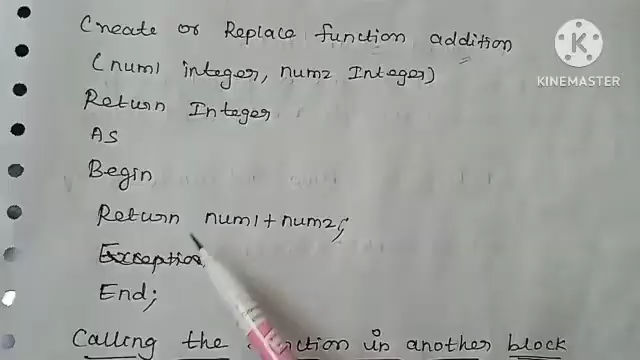 Create or Replace function addition
(num1 integer, num2 Integer)
Return Integer
As
Begin
Return num1 + num2;
Exception
End;
Calling the function in another block
KINEMASTER